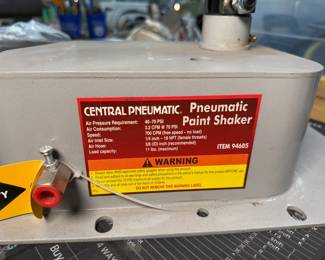 CENTRAL PNEUMATIC®
Pneumatic
Paint Shaker
Air Pressure Requirement: 40-70 PSI
Air Consumption: 3.2 CFM @ 70 PSI
Speed: 700 CPM (free speed - no load)
Air Inlet Size: 1/4 inch - 18 NPT (female threads)
Air Hose: 3/8 (ID) inch (recommended)
Load capacity: 11 lbs. (maximum)
ITEM 94605
WARNING
DO NOT REMOVE THIS WARNING LABEL.